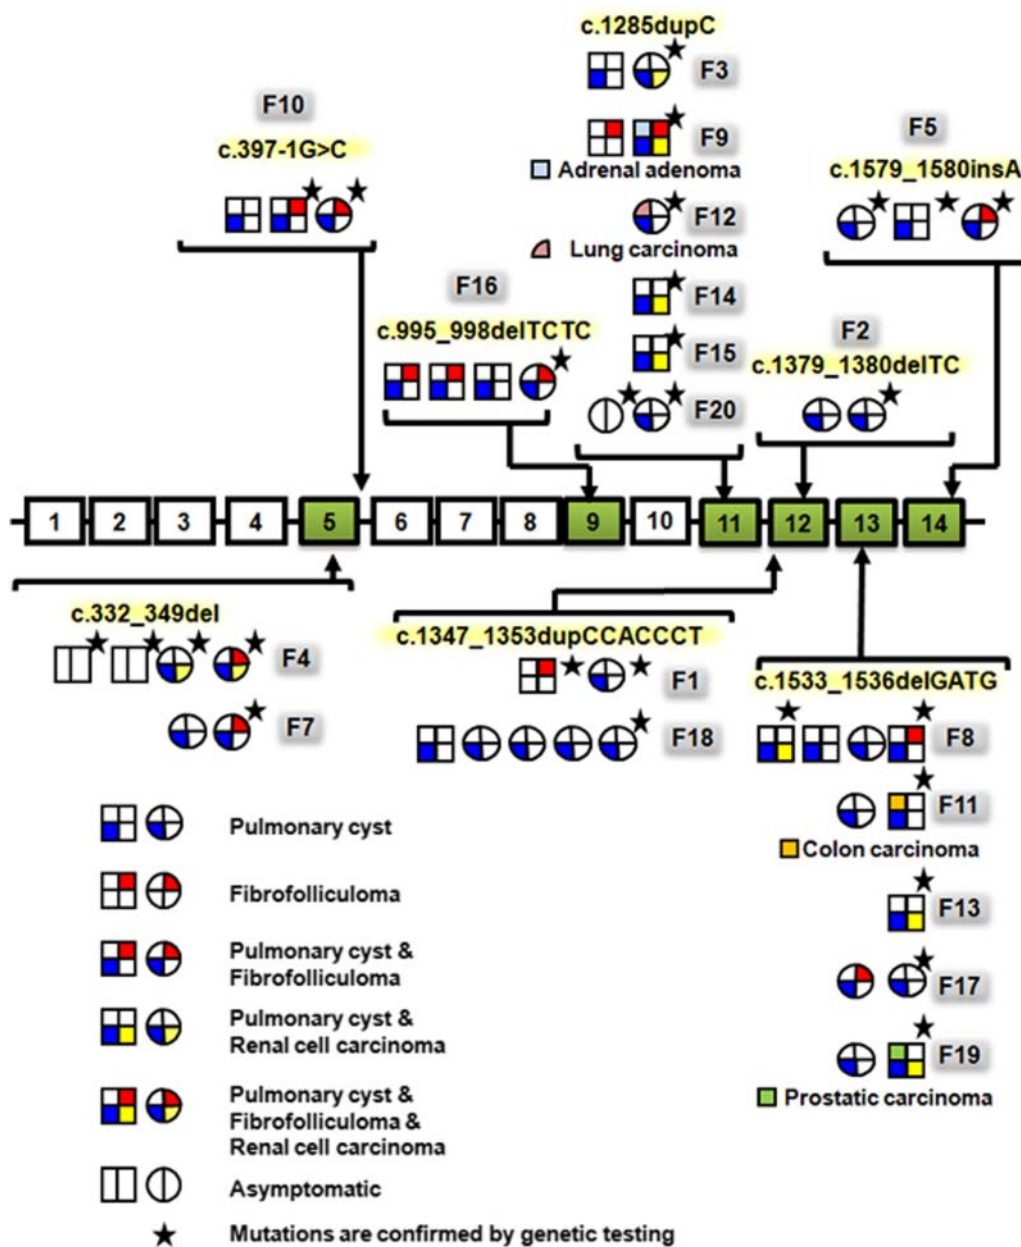 c.1285dupC
F3
F10
c.397-1G>C
F9
Adrenal adenoma
F5
c.1579_1580insA
F12
Lung carcinoma
F16
c.995_998delTCTC
F14
F15
F2
c.1379_1380delTC
F20
1 2 3 4 5 6 7 8 9 10 11 12 13 14
c.332_349del
F4
F7
c.1347_1353dupCCACCCT
F1
F18
c.1533_1536delGATG
F8
F11
Colon carcinoma
F13
F17
F19
Prostatic carcinoma
Pulmonary cyst
Fibrofolliculoma
Pulmonary cyst &
Fibrofolliculoma
Pulmonary cyst &
Renal cell carcinoma
Pulmonary cyst &
Fibrofolliculoma &
Renal cell carcinoma
Asymptomatic
Mutations are confirmed by genetic testing